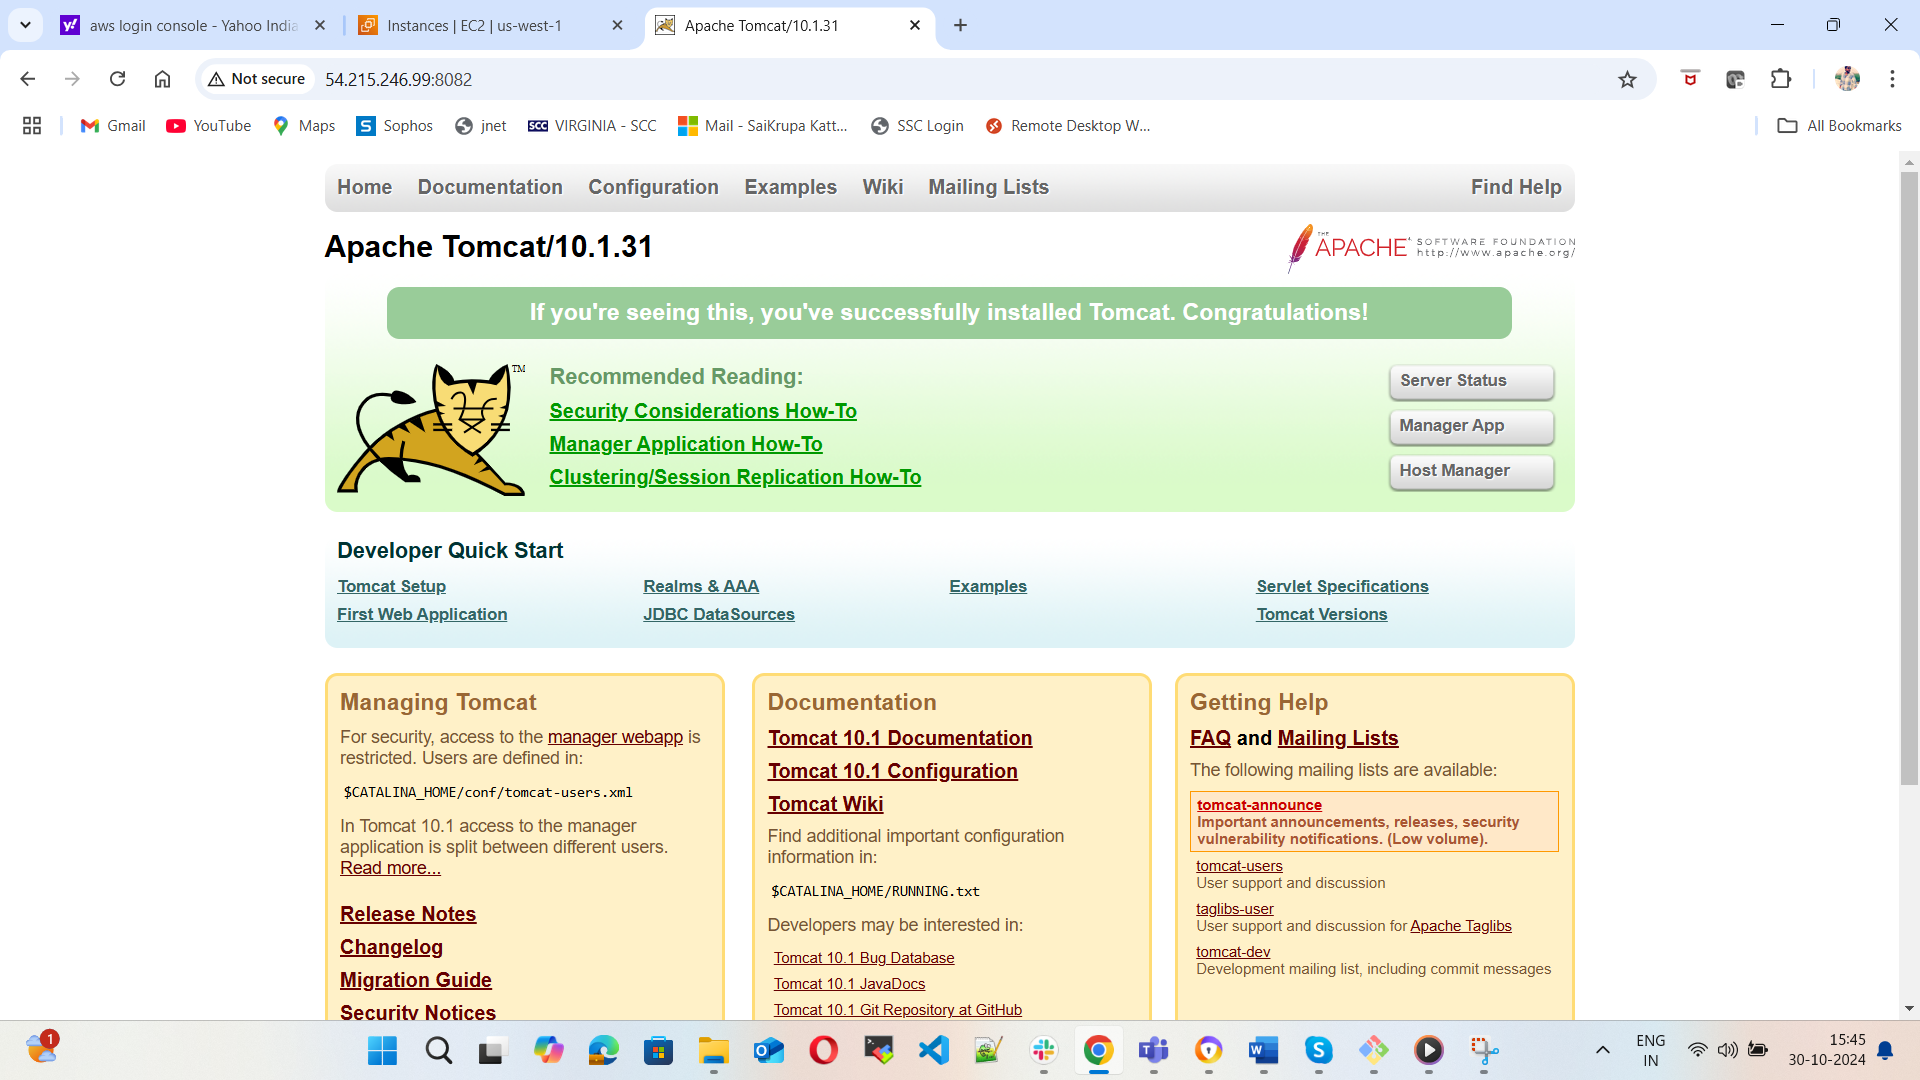 aws login console - Yahoo India
Instances | EC2 | us-west-1
Apache Tomcat/10.1.31
Not secure
54.215.246.99:8082
Gmail
YouTube
Maps
Sophos
jnet
SCC VIRGINIA - SCC
Mail - SaiKrupa Katt...
SSC Login
Remote Desktop W...
All Bookmarks
Home Documentation Configuration Examples Wiki Mailing Lists Find Help
Apache Tomcat/10.1.31
THE APACHE SOFTWARE FOUNDATION
http://www.apache.org/
If you're seeing this, you've successfully installed Tomcat. Congratulations!
TM
Recommended Reading:
Security Considerations How-To
Manager Application How-To
Clustering/Session Replication How-To
Server Status
Manager App
Host Manager
Developer Quick Start
Tomcat Setup Realms & AAA Examples Servlet Specifications
First Web Application JDBC DataSources Tomcat Versions
Managing Tomcat
For security, access to the manager webapp is
restricted. Users are defined in:
$CATALINA_HOME/conf/tomcat-users.xml
In Tomcat 10.1 access to the manager
application is split between different users.
Read more...
Release Notes
Changelog
Migration Guide
Security Notices
Documentation
Tomcat 10.1 Documentation
Tomcat 10.1 Configuration
Tomcat Wiki
Find additional important configuration
information in:
$CATALINA_HOME/RUNNING.txt
Developers may be interested in:
Tomcat 10.1 Bug Database
Tomcat 10.1 JavaDocs
Tomcat 10.1 Git Repository at GitHub
Getting Help
FAQ and Mailing Lists
The following mailing lists are available:
tomcat-announce
Important announcements, releases, security
vulnerability notifications. (Low volume).
tomcat-users
User support and discussion
taglibs-user
User support and discussion for Apache Taglibs
tomcat-dev
Development mailing list, including commit messages
1
ENG
IN
15:45
30-10-2024